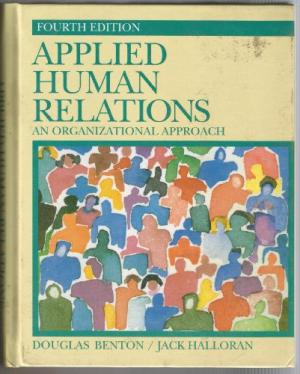 FOURTH EDITION
APPLIED
HUMAN
RELATIONS
AN ORGANIZATIONAL APPROACH
DOUGLAS BENTON / JACK HALLORAN